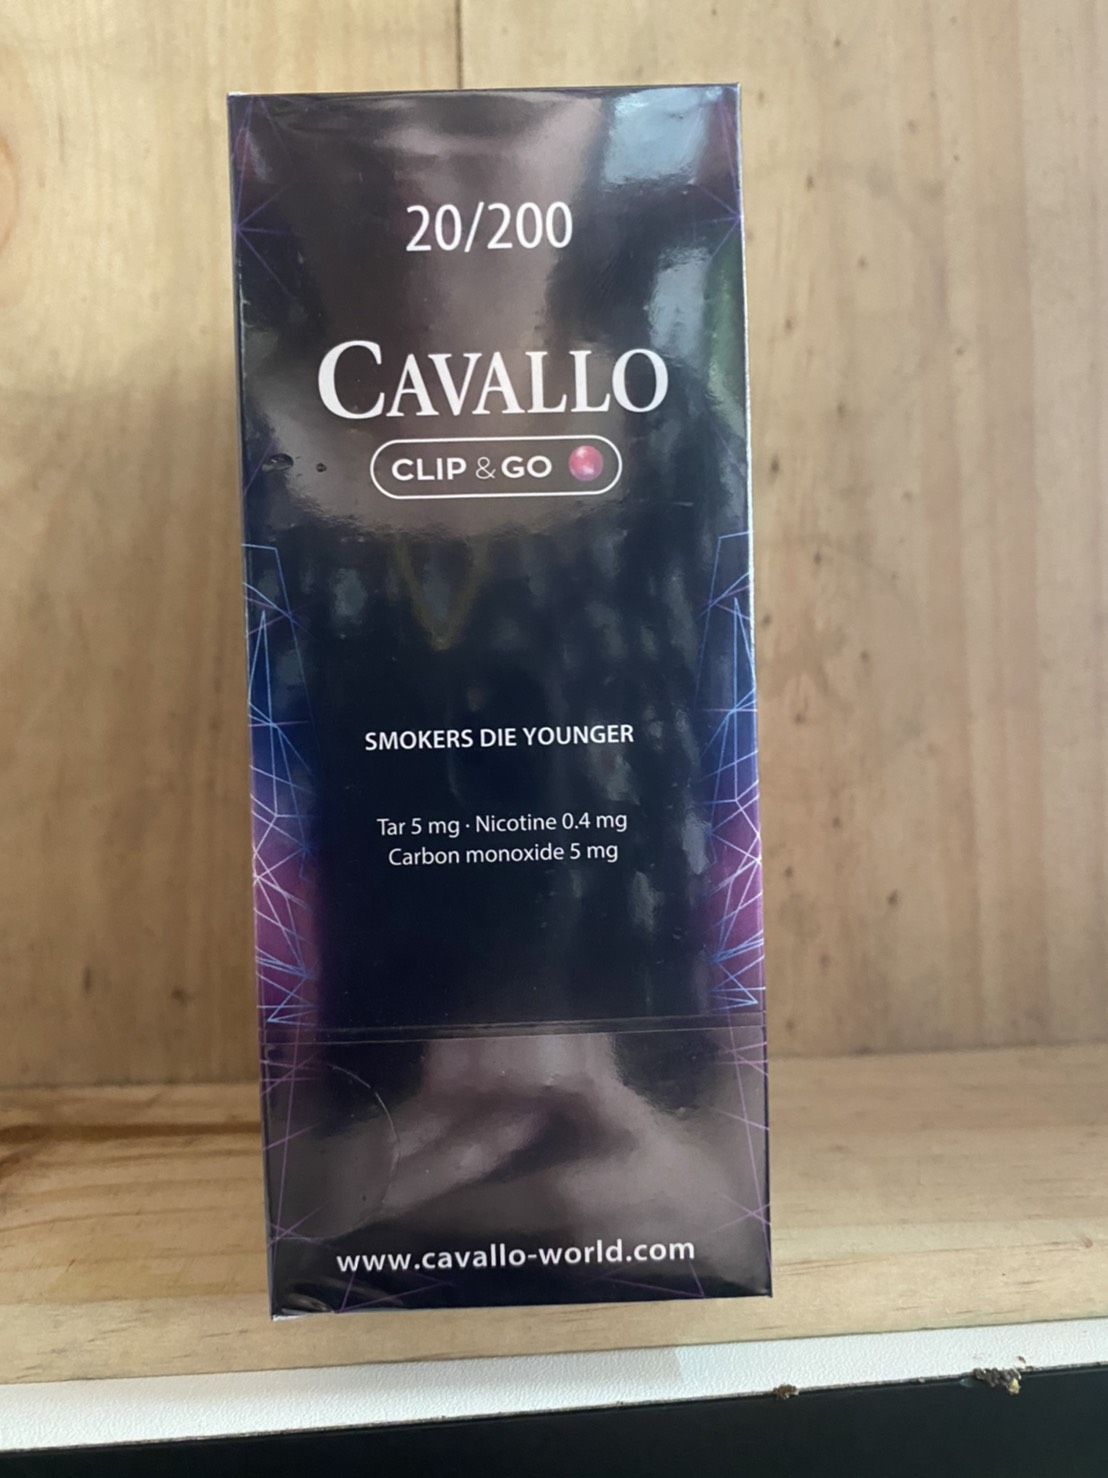 20/200
CAVALLO
CLIP & GO
SMOKERS DIE YOUNGER
Tar 5 mg · Nicotine 0.4 mg
Carbon monoxide 5 mg
www.cavallo-world.com